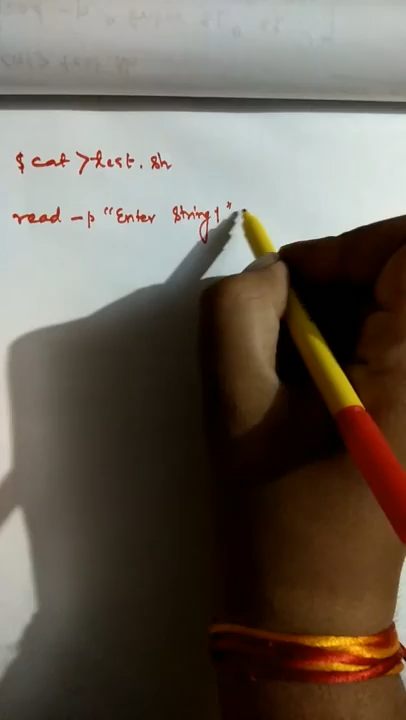 $ cat >test.sh
read -p "Enter String1"